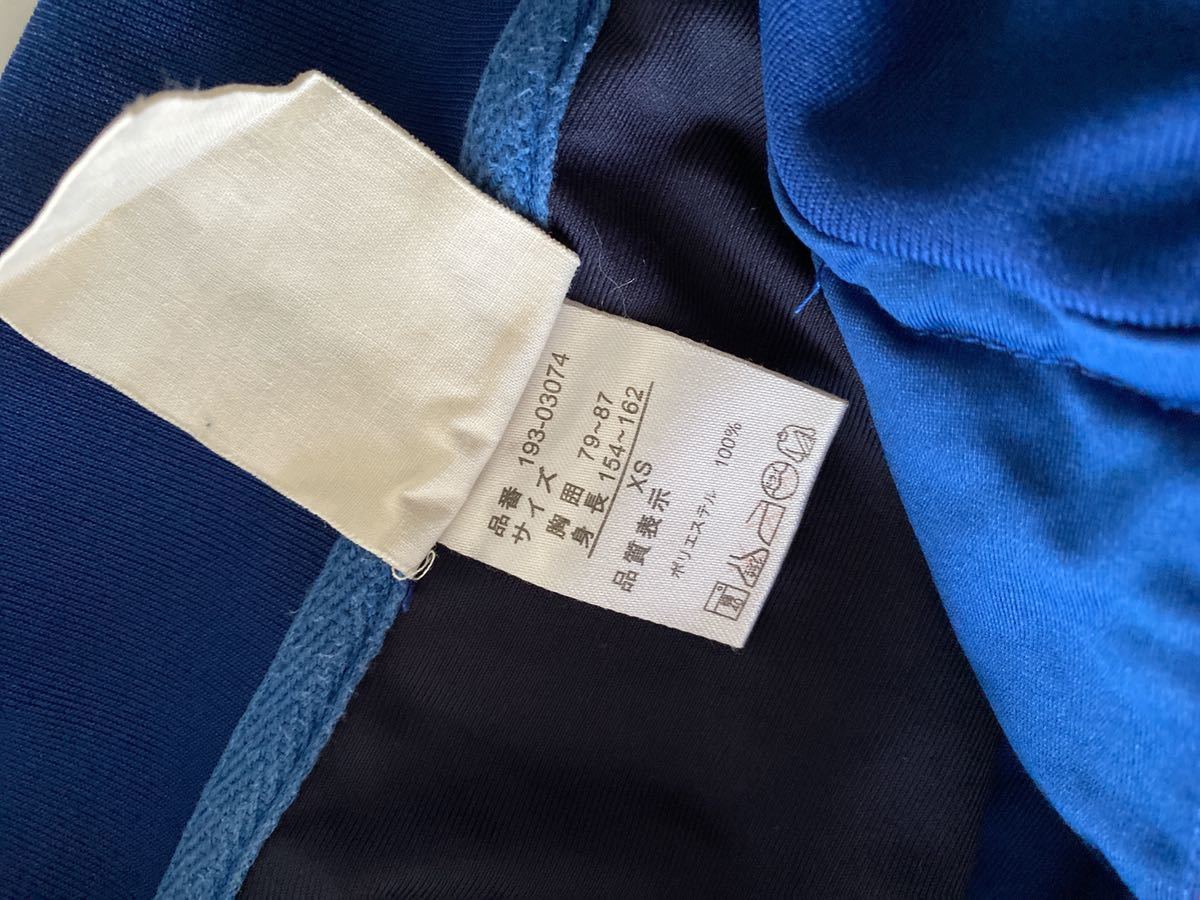 品番 193-03074
サイズ
胸囲 79~87
身長 154~162
XS
品質表示
ポリエステル 100%